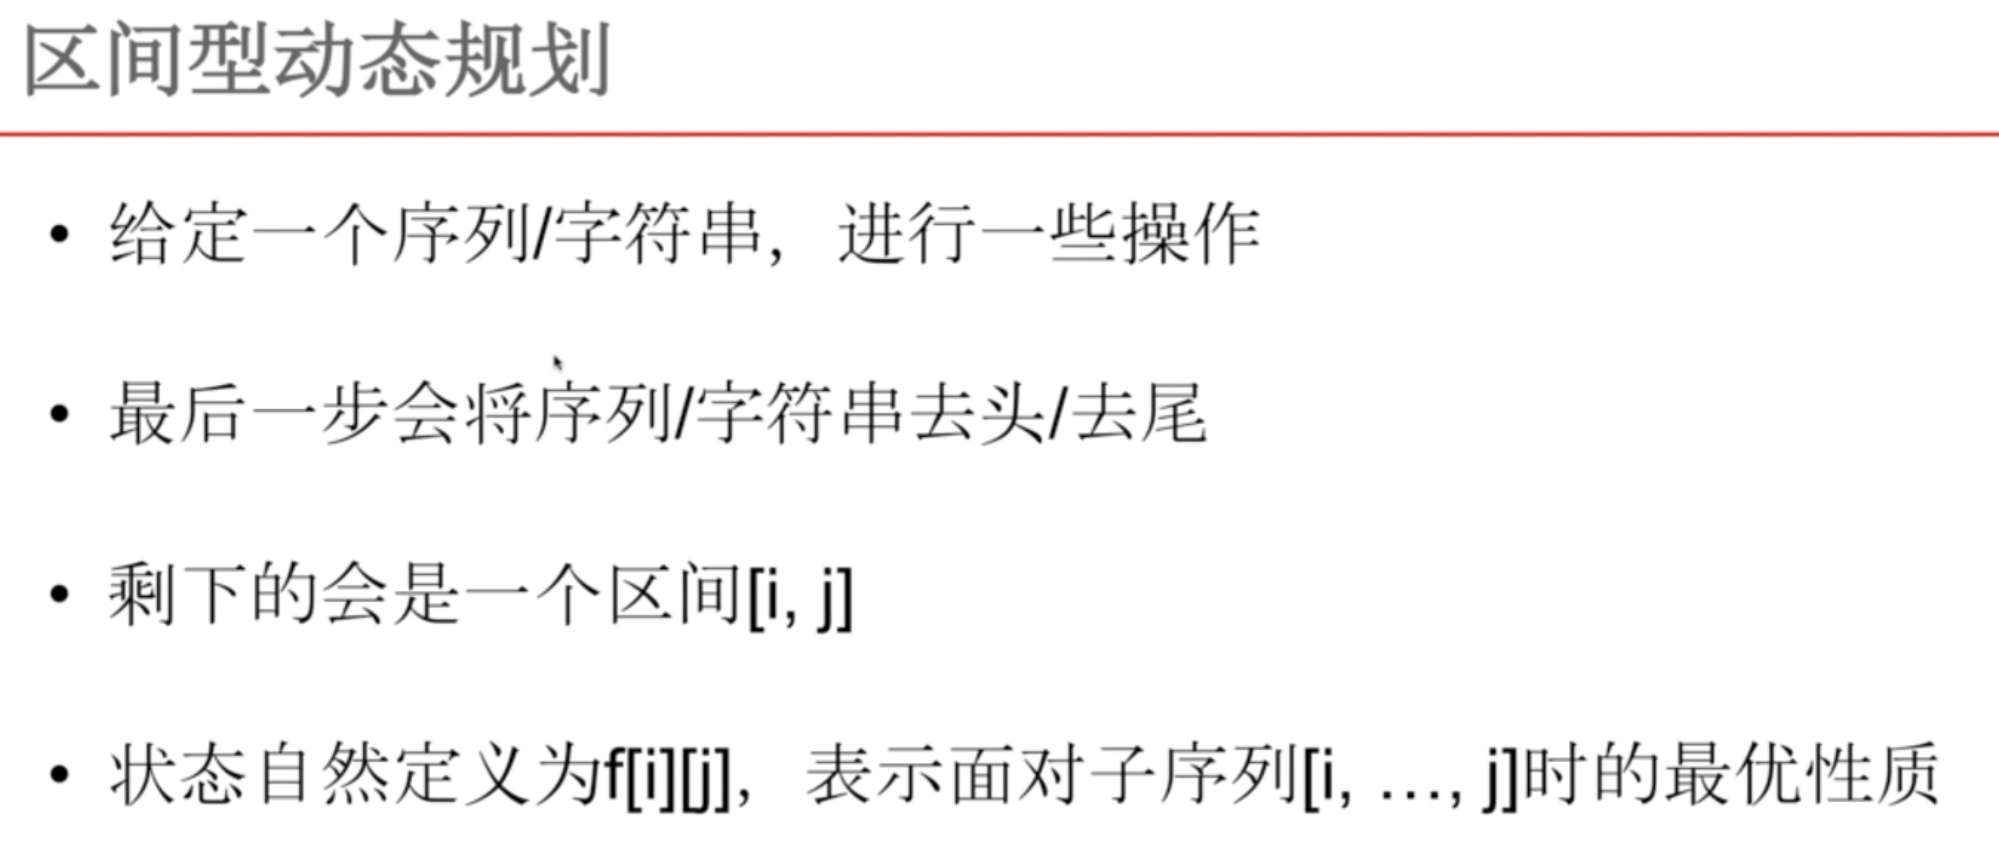 区间型动态规划
• 给定一个序列/字符串，进行一些操作
• 最后一步会将序列/字符串去头/去尾
• 剩下的会是一个区间[i, j]
• 状态自然定义为f[i][j]，表示面对子序列[i, …, j]时的最优性质